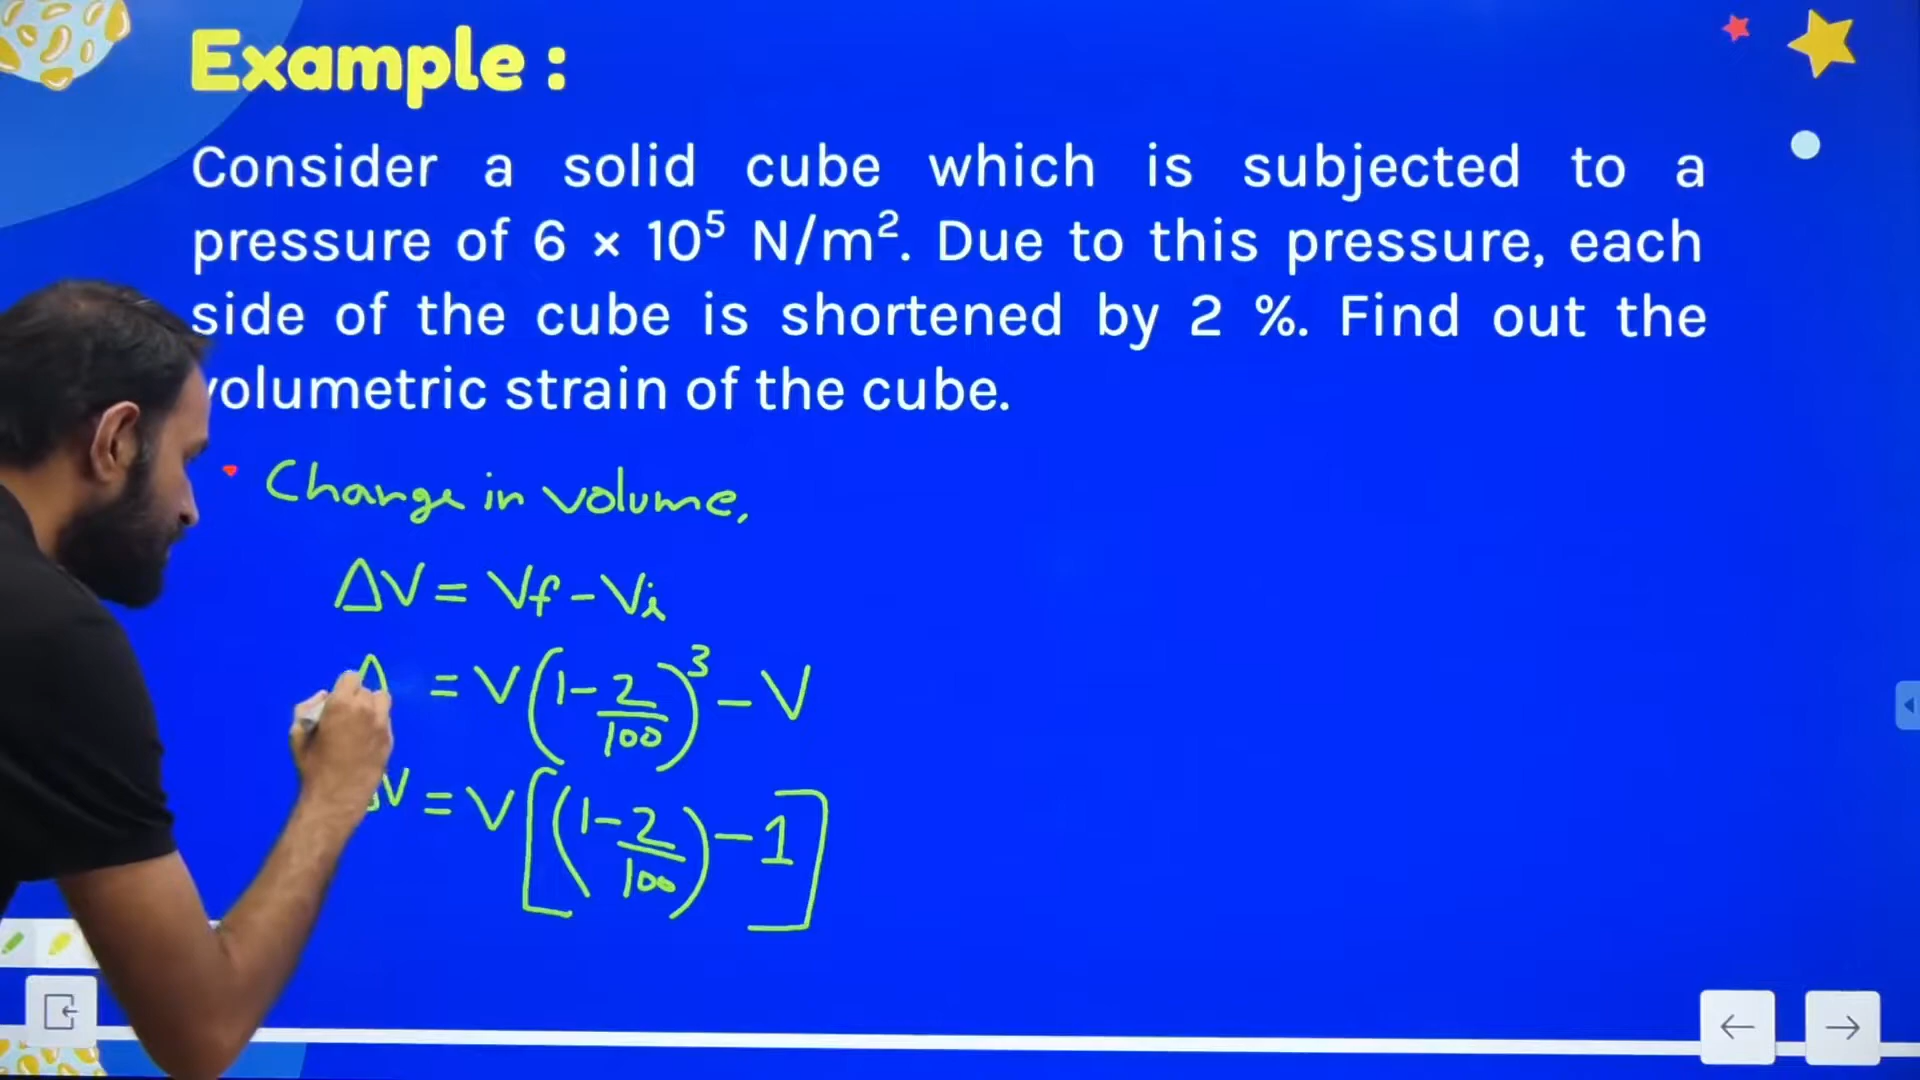 Example :
Consider a solid cube which is subjected to a
pressure of 6 × 10⁵ N/m². Due to this pressure, each
side of the cube is shortened by 2 %. Find out the
volumetric strain of the cube.
Change in volume,
ΔV = Vf - Vi
Δ = V(1 - 2/100)³ - V
ΔV = V[(1 - 2/100) - 1]